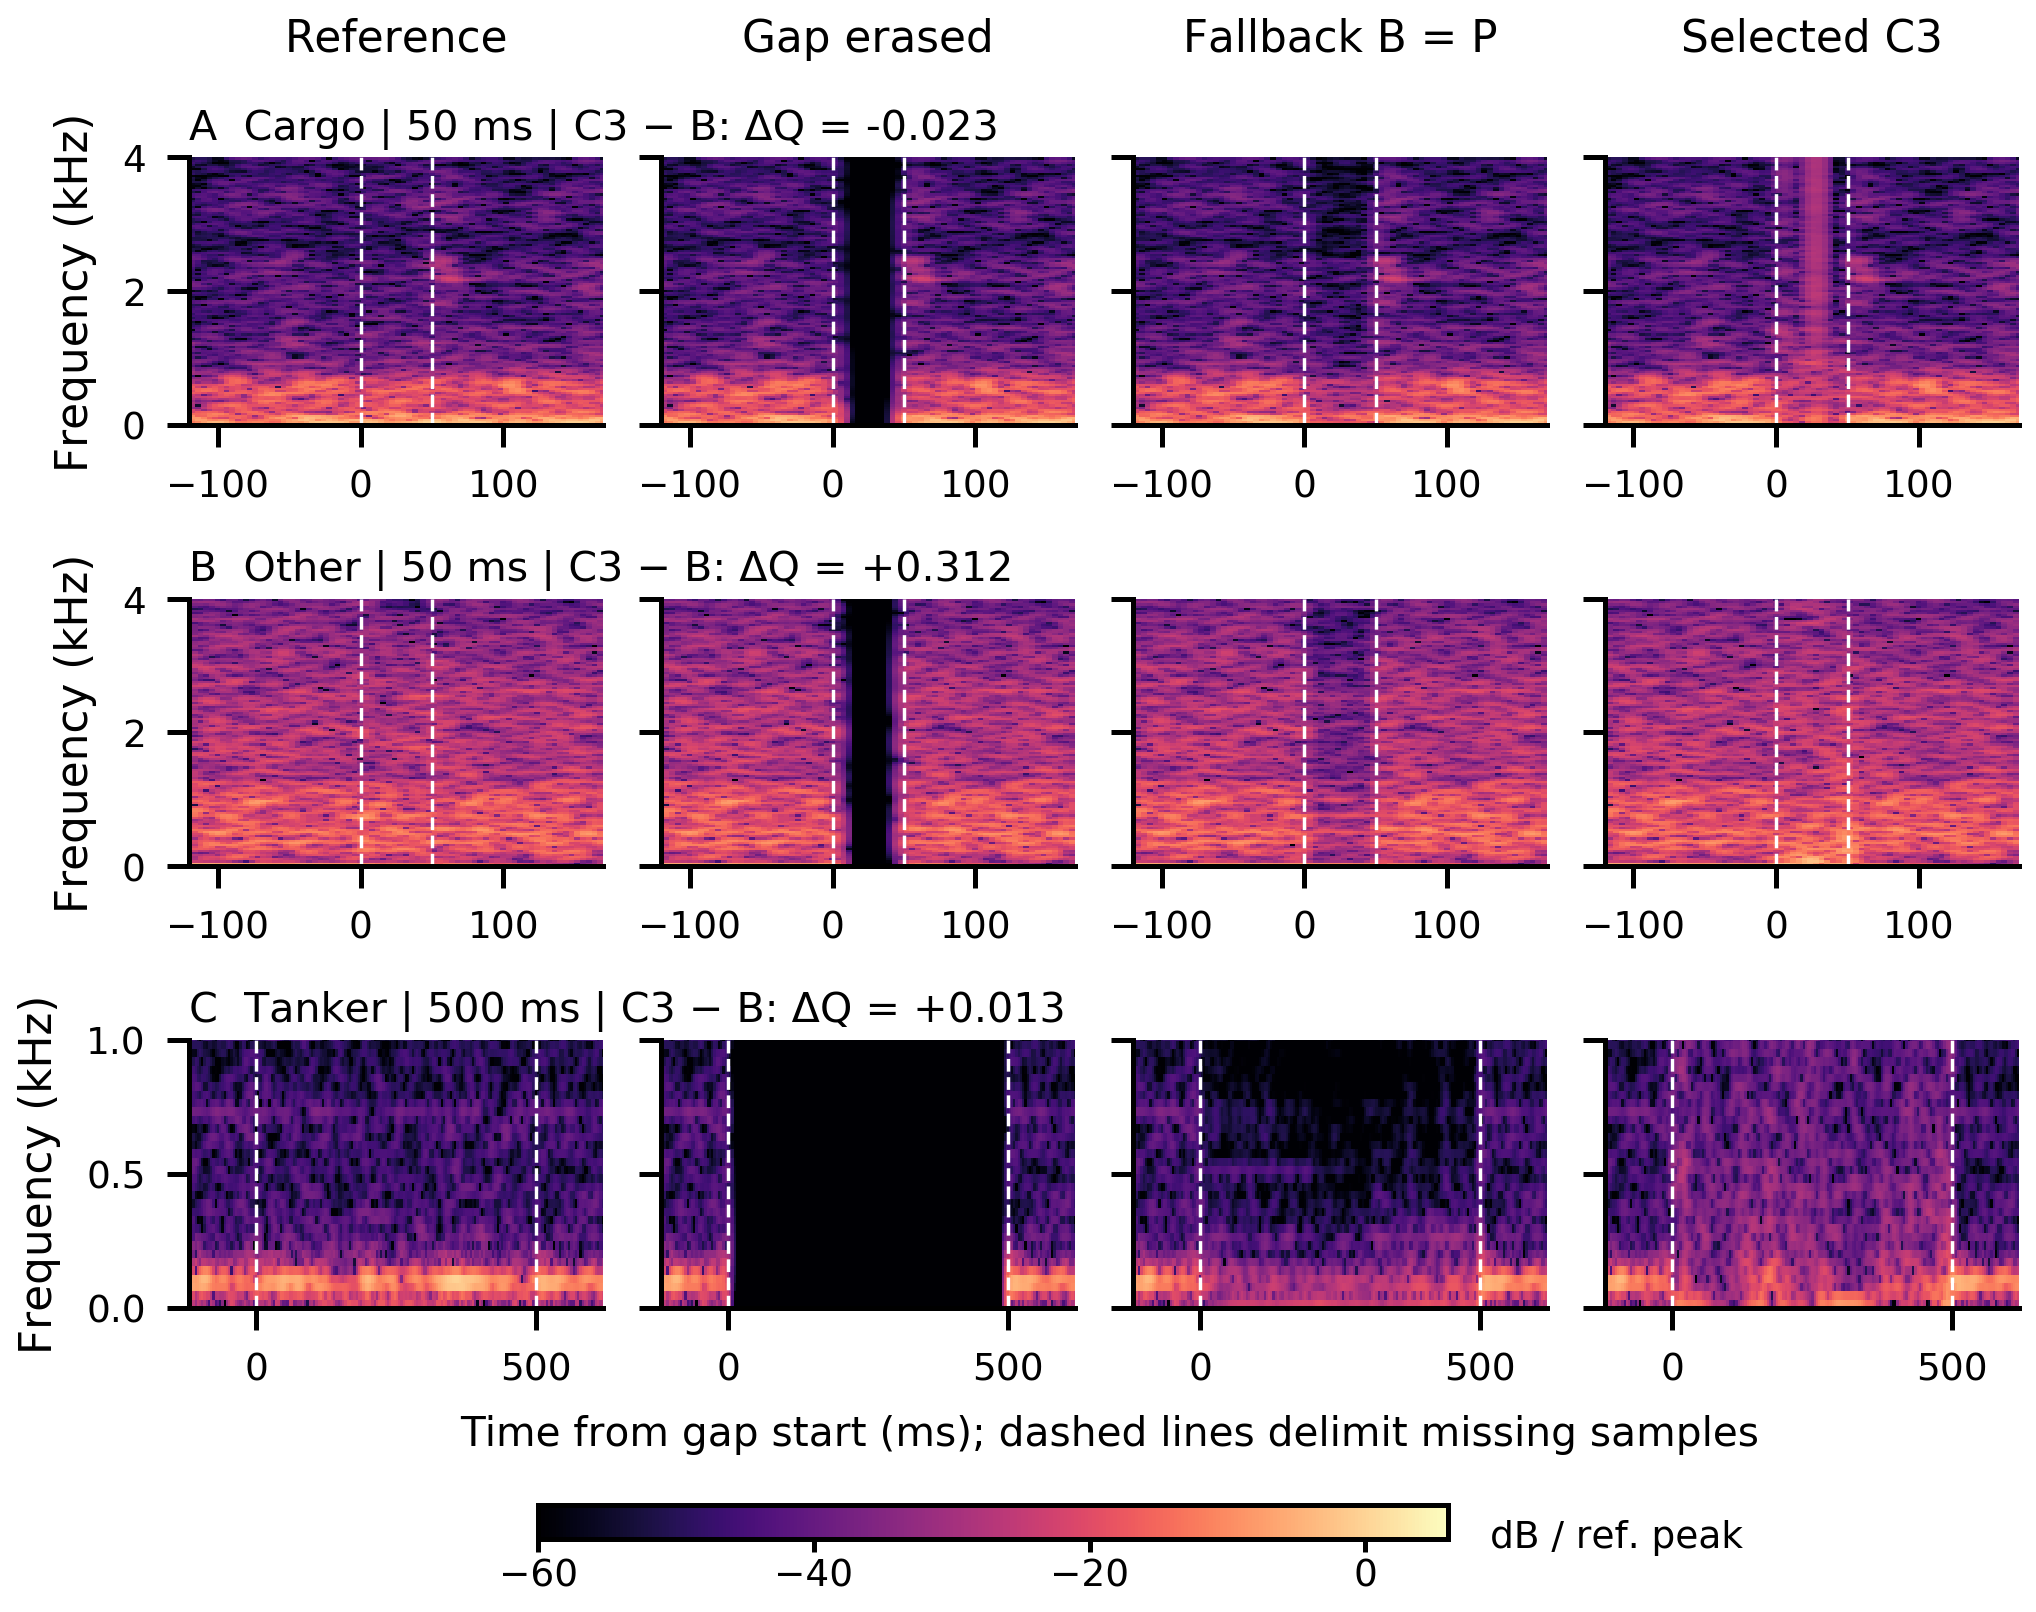 Reference Gap erased Fallback B = P Selected C3
A Cargo | 50 ms | C3 − B: ΔQ = -0.023
Frequency (kHz)
4
2
0
−100 0 100 −100 0 100 −100 0 100 −100 0 100
B Other | 50 ms | C3 − B: ΔQ = +0.312
Frequency (kHz)
4
2
0
−100 0 100 −100 0 100 −100 0 100 −100 0 100
C Tanker | 500 ms | C3 − B: ΔQ = +0.013
Frequency (kHz)
1.0
0.5
0.0
0 500 0 500 0 500 0 500
Time from gap start (ms); dashed lines delimit missing samples
dB / ref. peak
−60 −40 −20 0